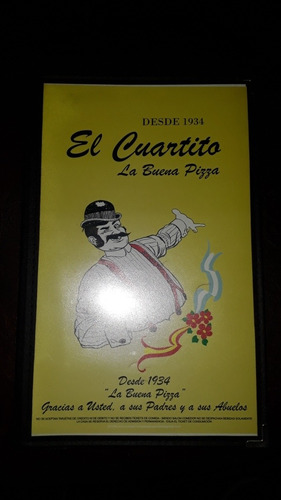 DESDE 1934
El Cuartito
La Buena Pizza
Desde 1934
"La Buena Pizza"
Gracias a Usted, a sus Padres y a sus Abuelos